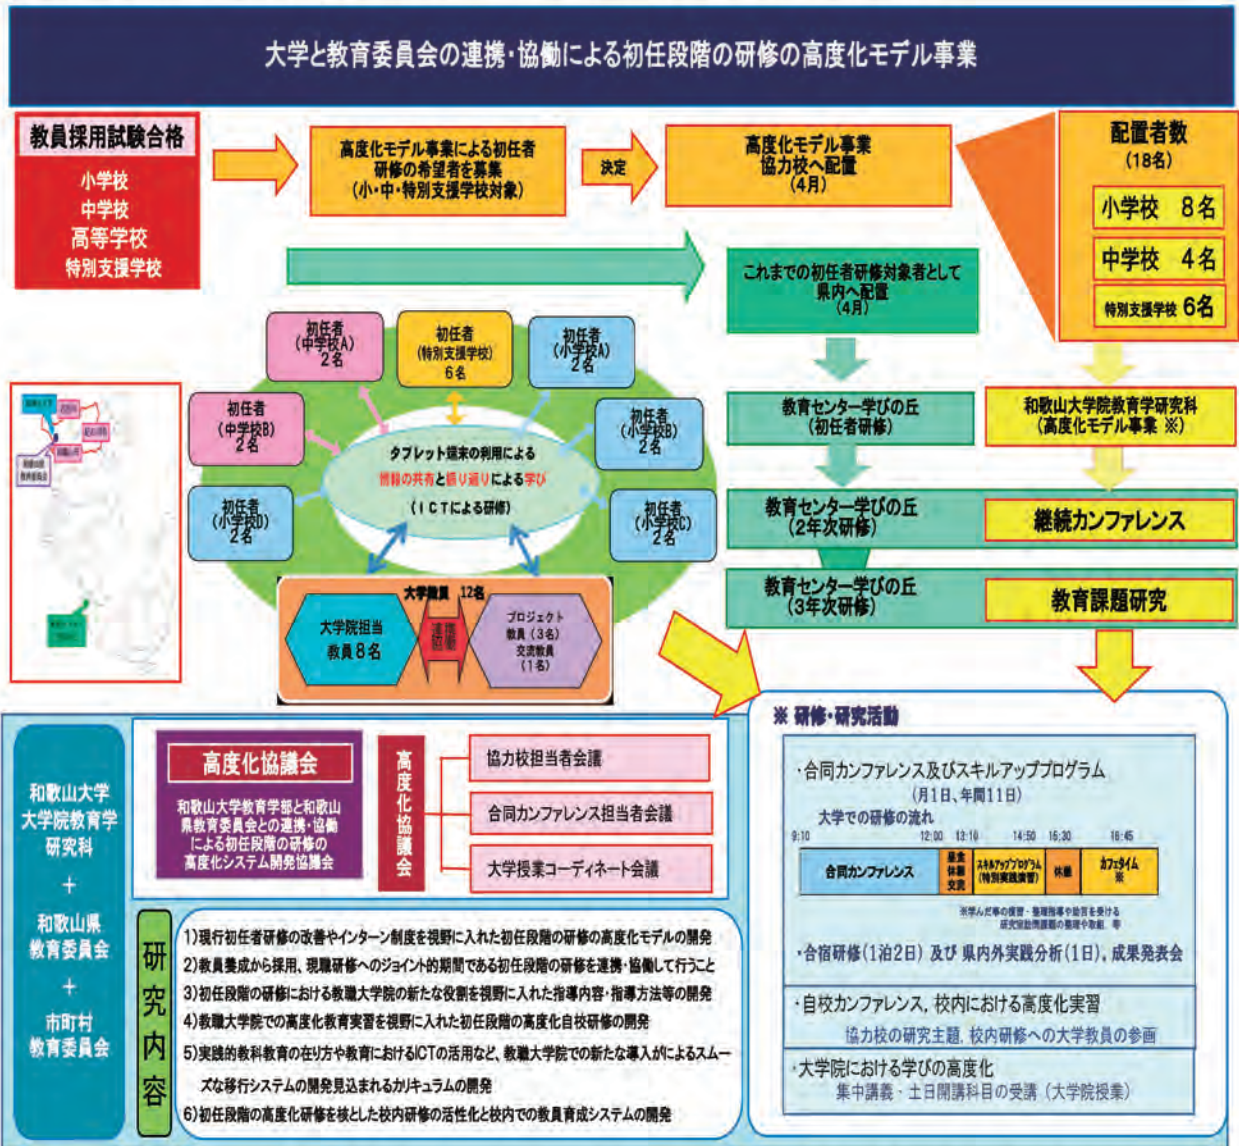 大学と教育委員会の連携・協働による初任段階の研修の高度化モデル事業
教員採用試験合格
小学校
中学校
高等学校
特別支援学校
高度化モデル事業による初任者
研修の希望者を募集
(小・中・特別支援学校対象)
決定
高度化モデル事業
協力校へ配置
(4月)
配置者数
(18名)
小学校 8名
中学校 4名
特別支援学校 6名
これまでの初任者研修対象者として
県内へ配置
(4月)
初任者
(中学校A)
2名
初任者
(特別支援学校)
6名
初任者
(小学校A)
2名
初任者
(中学校B)
2名
初任者
(小学校B)
2名
初任者
(小学校D)
2名
初任者
(小学校C)
2名
タブレット端末の利用による
情報の共有と振り返りによる学び
(ICTによる研修)
大学教員 12名
大学院担当
教員8名
連携
協働
プロジェクト
教員(3名)
交流教員
(1名)
教育センター学びの丘
(初任者研修)
和歌山大学院教育学研究科
(高度化モデル事業 ※)
教育センター学びの丘
(2年次研修)
継続カンファレンス
教育センター学びの丘
(3年次研修)
教育課題研究
和歌山大学
大学院教育学
研究科
+
和歌山県
教育委員会
+
市町村
教育委員会
高度化協議会
和歌山大学教育学部と和歌山
県教育委員会との連携・協働
による初任段階の研修の
高度化システム開発協議会
高度化協議会
協力校担当者会議
合同カンファレンス担当者会議
大学授業コーディネート会議
研究内容
1)現行初任者研修の改善やインターン制度を視野に入れた初任段階の研修の高度化モデルの開発
2)教員養成から採用、現職研修へのジョイント的期間である初任段階の研修を連携・協働して行うこと
3)初任段階の研修における教職大学院の新たな役割を視野に入れた指導内容・指導方法等の開発
4)教職大学院での高度化教育実習を視野に入れた初任段階の高度化自校研修の開発
5)実践的教科教育の在り方や教育におけるICTの活用など、教職大学院での新たな導入がによるスムー
ズな移行システムの開発見込まれるカリキュラムの開発
6)初任段階の高度化研修を核とした校内研修の活性化と校内での教員育成システムの開発
※ 研修・研究活動
・合同カンファレンス及びスキルアッププログラム
(月1日、年間11日)
大学での研修の流れ
9:10 12:00 13:10 14:50 15:30 16:45
合同カンファレンス
昼食
休憩
交流
スキルアッププログラム
(特別実践演習)
休憩
カフェタイム
※
※学んだ事の復習・整理指導や助言を受ける
・合宿研修(1泊2日) 及び 県内外実践分析(1日), 成果発表会
・自校カンファレンス, 校内における高度化実習
協力校の研究主題, 校内研修への大学教員の参画
・大学院における学びの高度化
集中講義・土日開講科目の受講(大学院授業)